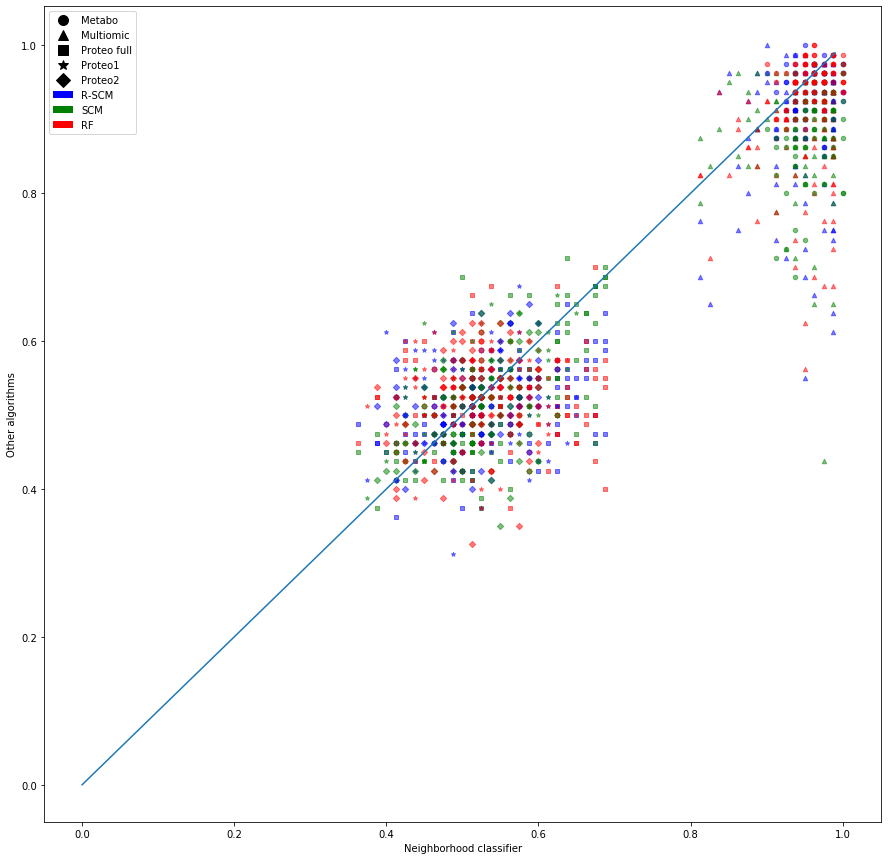 Metabo
Multiomic
Proteo full
Proteo1
Proteo2
R-SCM
SCM
RF
1.0
0.8
0.6
0.4
0.2
0.0
Other algorithms
0.0 0.2 0.4 0.6 0.8 1.0
Neighborhood classifier